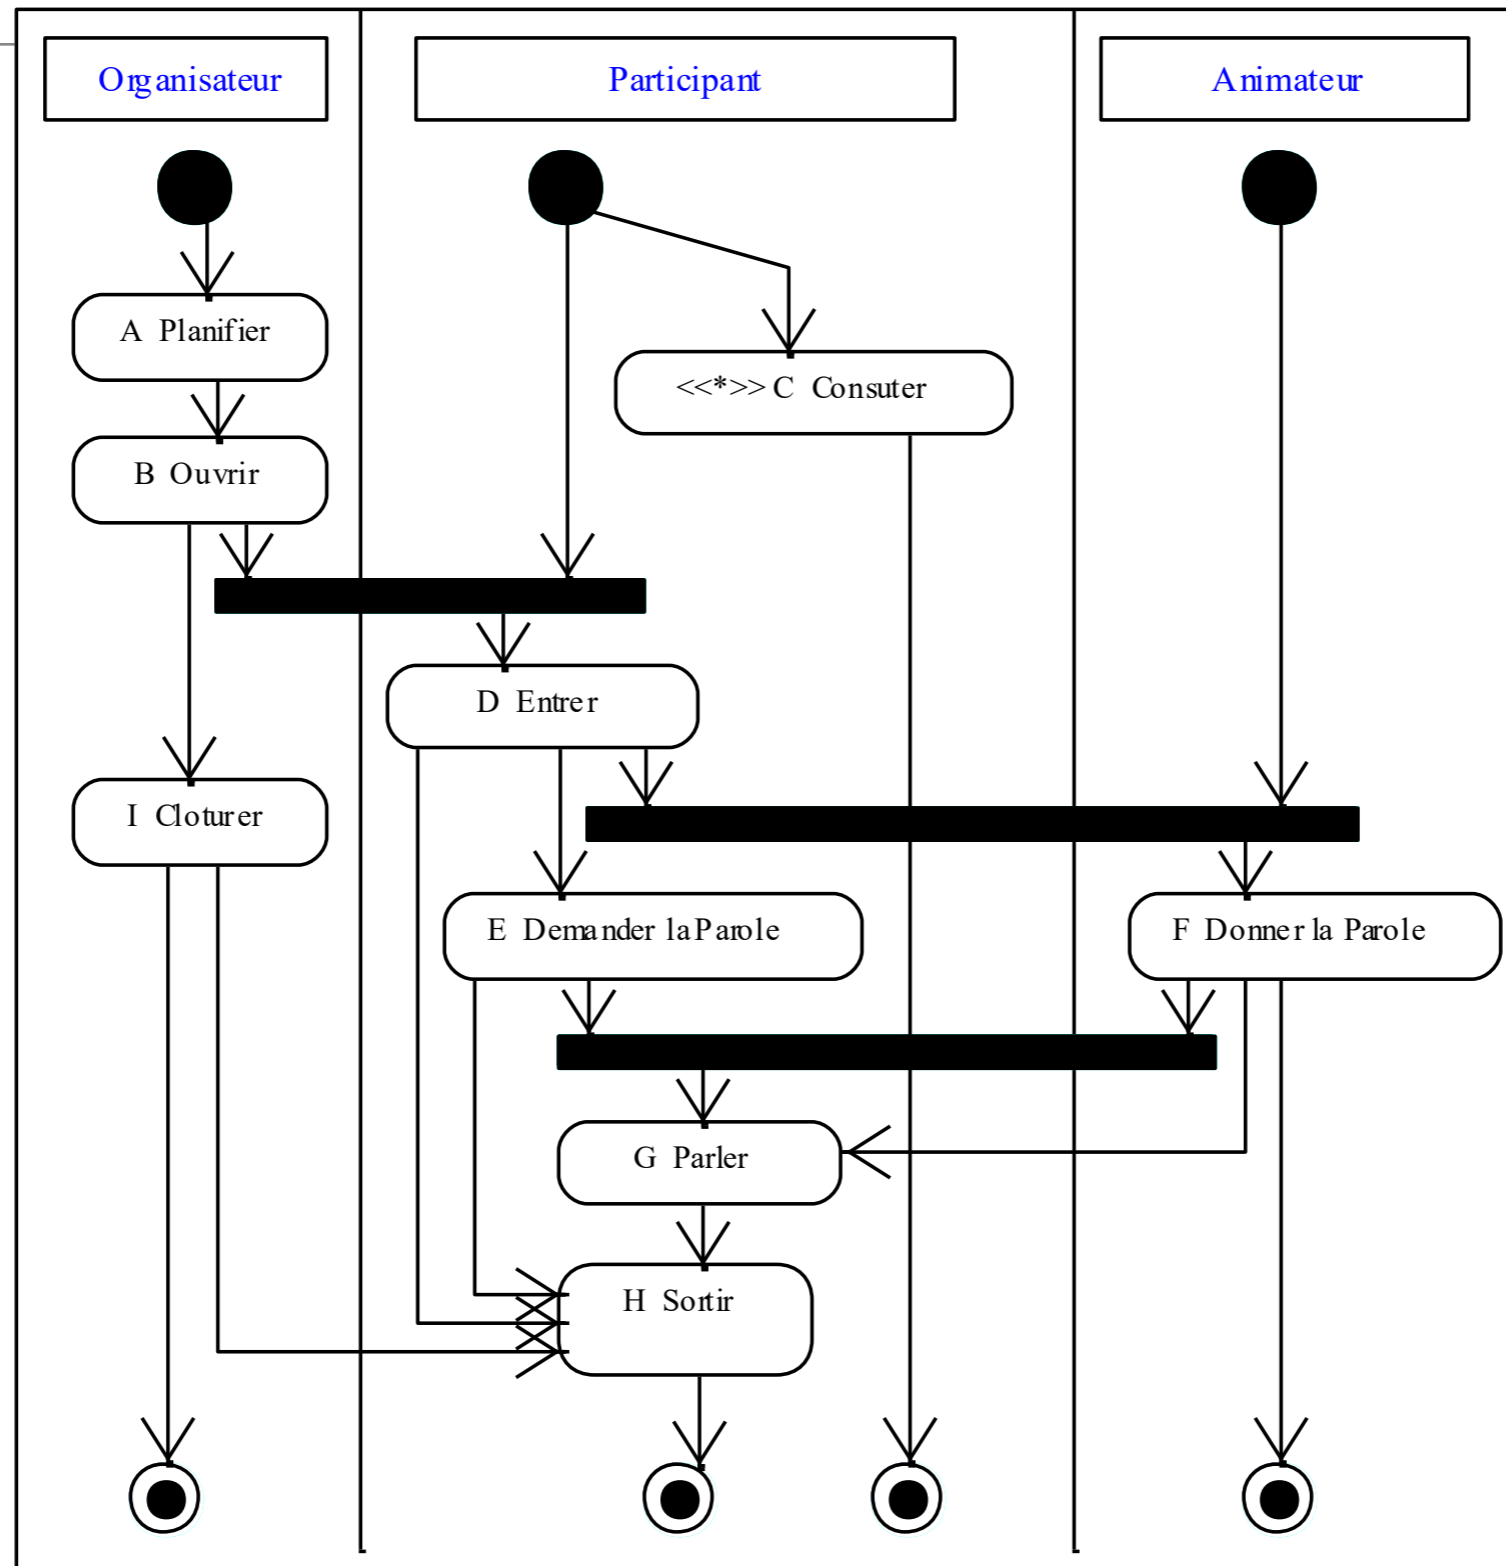 Organisateur
Participant
Animateur
A Planifier
<<*>> C Consuter
B Ouvrir
D Entrer
I Cloturer
E Demander la Parole
F Donner la Parole
G Parler
H Sortir